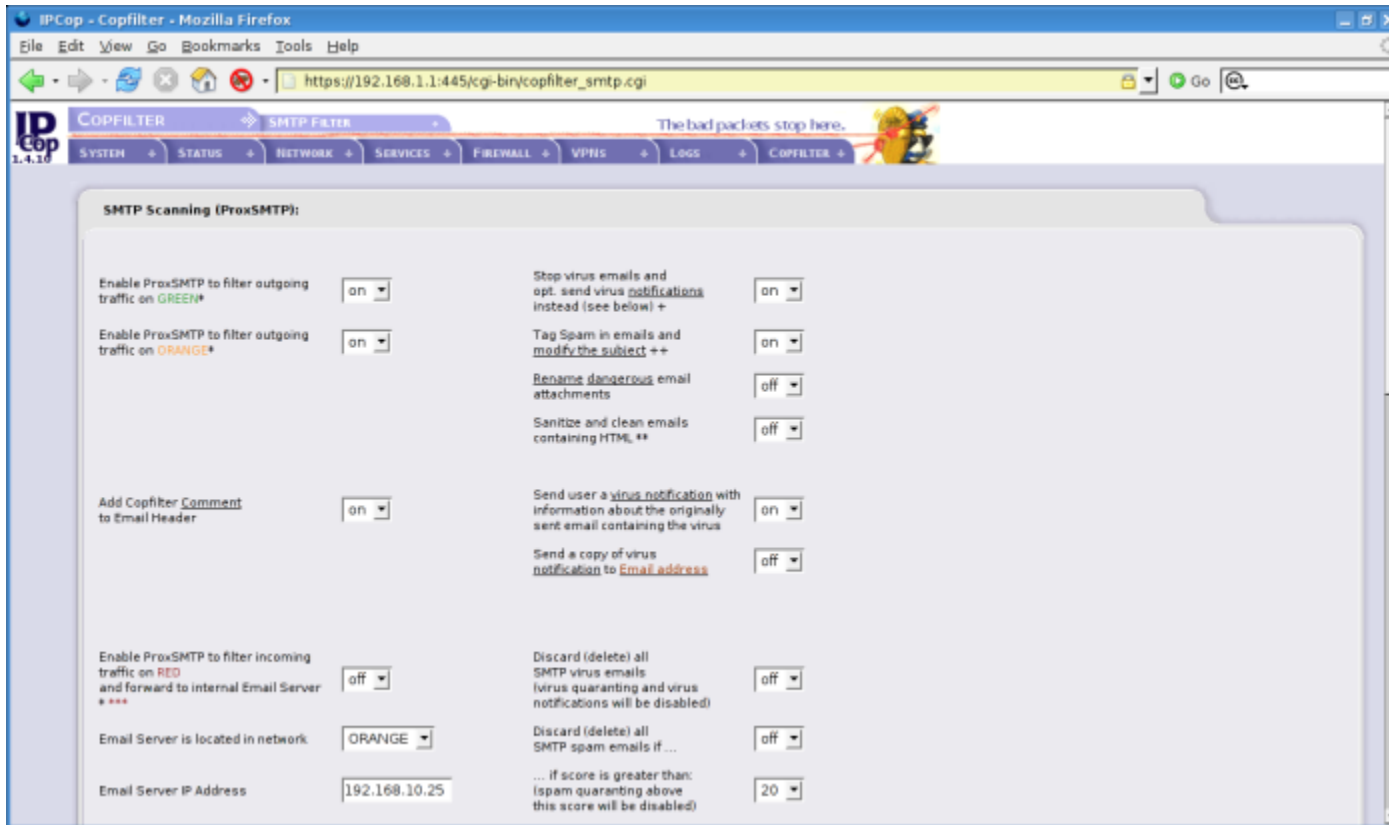 IPCop - Copfilter - Mozilla Firefox
File Edit View Go Bookmarks Tools Help
https://192.168.1.1:445/cgi-bin/copfilter_smtp.cgi
Go
IP
Cop
1.4.10
COPFILTER
SMTP FILTER
The bad packets stop here.
SYSTEM STATUS NETWORK SERVICES FIREWALL VPNS LOGS COPFILTER
SMTP Scanning (ProxSMTP):
Enable ProxSMTP to filter outgoing
traffic on GREEN*
on
Stop virus emails and
opt. send virus notifications
instead (see below) +
on
Enable ProxSMTP to filter outgoing
traffic on ORANGE*
on
Tag Spam in emails and
modify the subject ++
on
Rename dangerous email
attachments
off
Sanitize and clean emails
containing HTML **
off
Add Copfilter Comment
to Email Header
on
Send user a virus notification with
information about the originally
sent email containing the virus
on
Send a copy of virus
notification to Email address
off
Enable ProxSMTP to filter incoming
traffic on RED
and forward to internal Email Server
* ***
off
Discard (delete) all
SMTP virus emails
(virus quaranting and virus
notifications will be disabled)
off
Email Server is located in network
ORANGE
Discard (delete) all
SMTP spam emails if ...
off
Email Server IP Address
192.168.10.25
... if score is greater than:
(spam quaranting above
this score will be disabled)
20